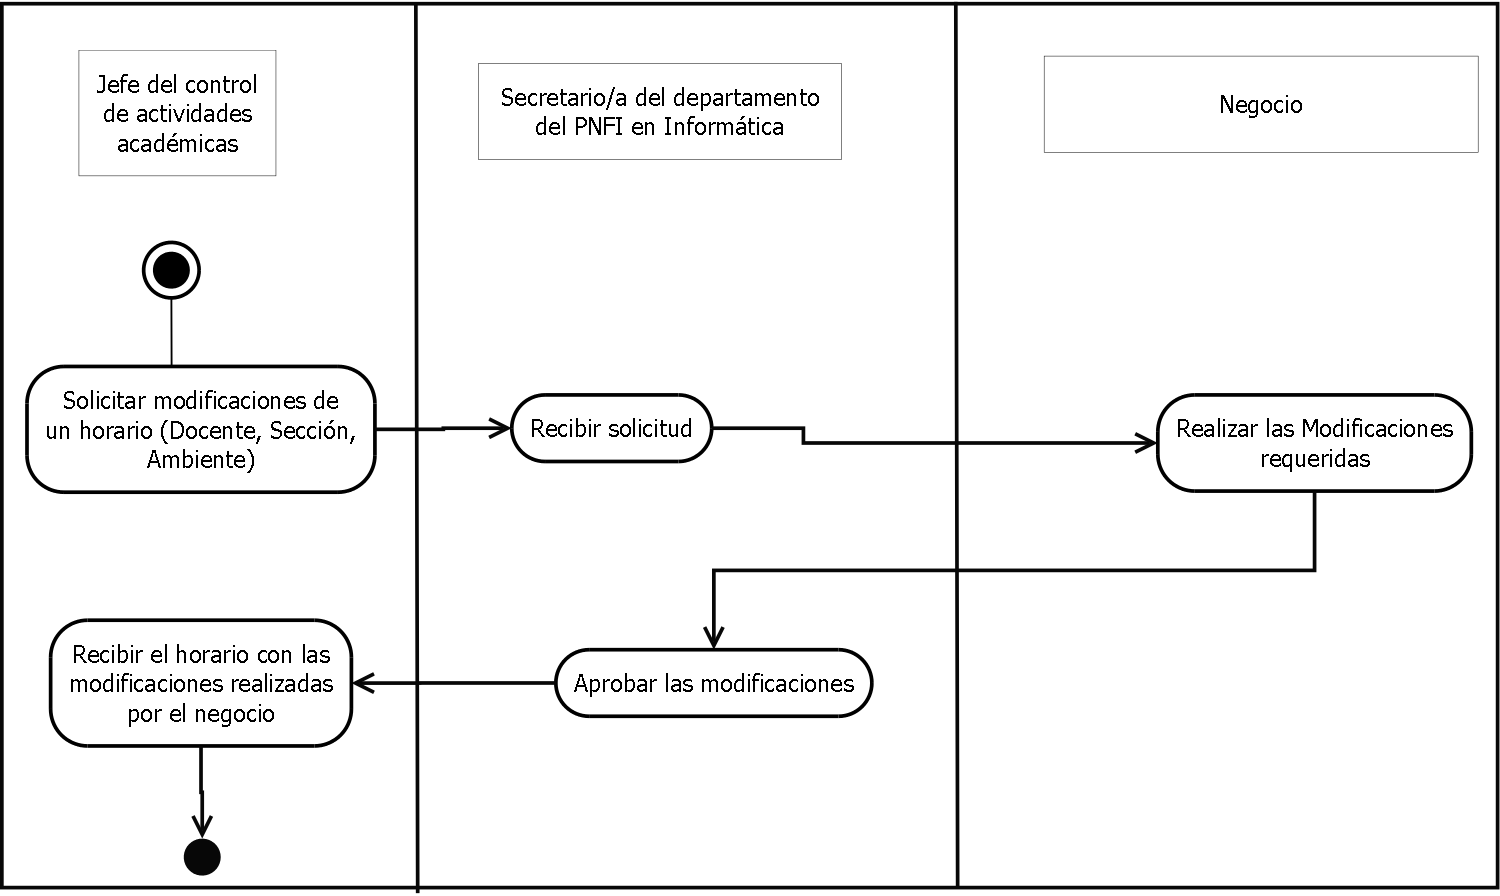 Jefe del control
de actividades
académicas
Secretario/a del departamento
del PNFI en Informática
Negocio
Solicitar modificaciones de
un horario (Docente, Sección,
Ambiente)
Recibir solicitud
Realizar las Modificaciones
requeridas
Recibir el horario con las
modificaciones realizadas
por el negocio
Aprobar las modificaciones